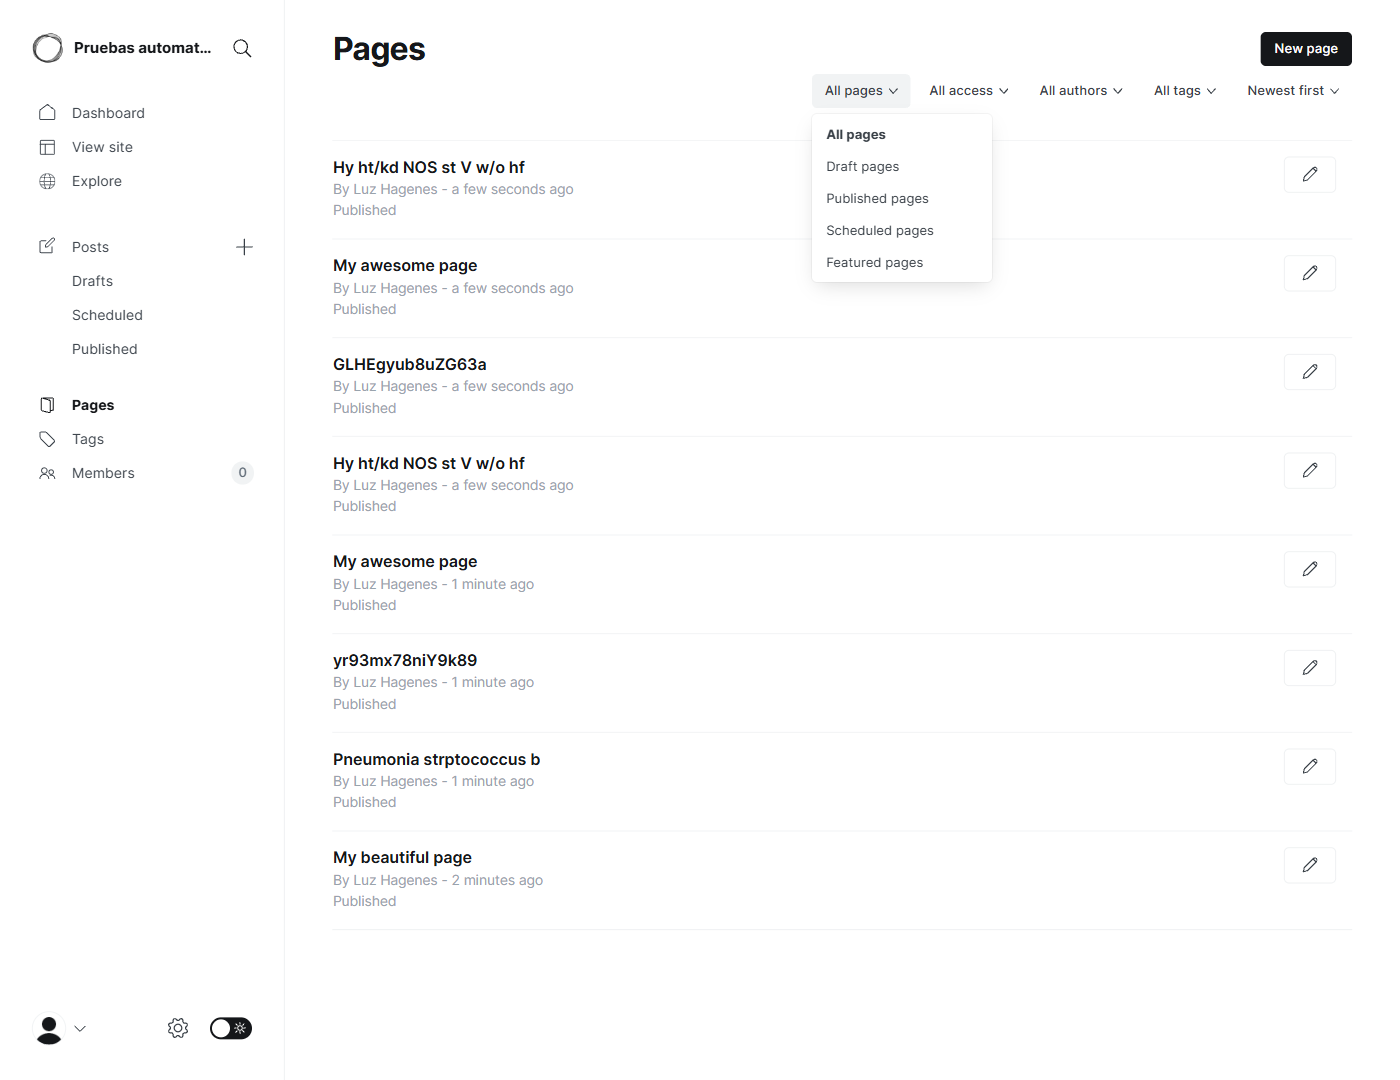 Pruebas automat...
Dashboard
View site
Explore
Posts
Drafts
Scheduled
Published
Pages
Tags
Members
0
Pages
New page
All pages
All access
All authors
All tags
Newest first
All pages
Draft pages
Published pages
Scheduled pages
Featured pages
Hy ht/kd NOS st V w/o hf
By Luz Hagenes - a few seconds ago
Published
My awesome page
By Luz Hagenes - a few seconds ago
Published
GLHEgyub8uZG63a
By Luz Hagenes - a few seconds ago
Published
Hy ht/kd NOS st V w/o hf
By Luz Hagenes - a few seconds ago
Published
My awesome page
By Luz Hagenes - 1 minute ago
Published
yr93mx78niY9k89
By Luz Hagenes - 1 minute ago
Published
Pneumonia strptococcus b
By Luz Hagenes - 1 minute ago
Published
My beautiful page
By Luz Hagenes - 2 minutes ago
Published